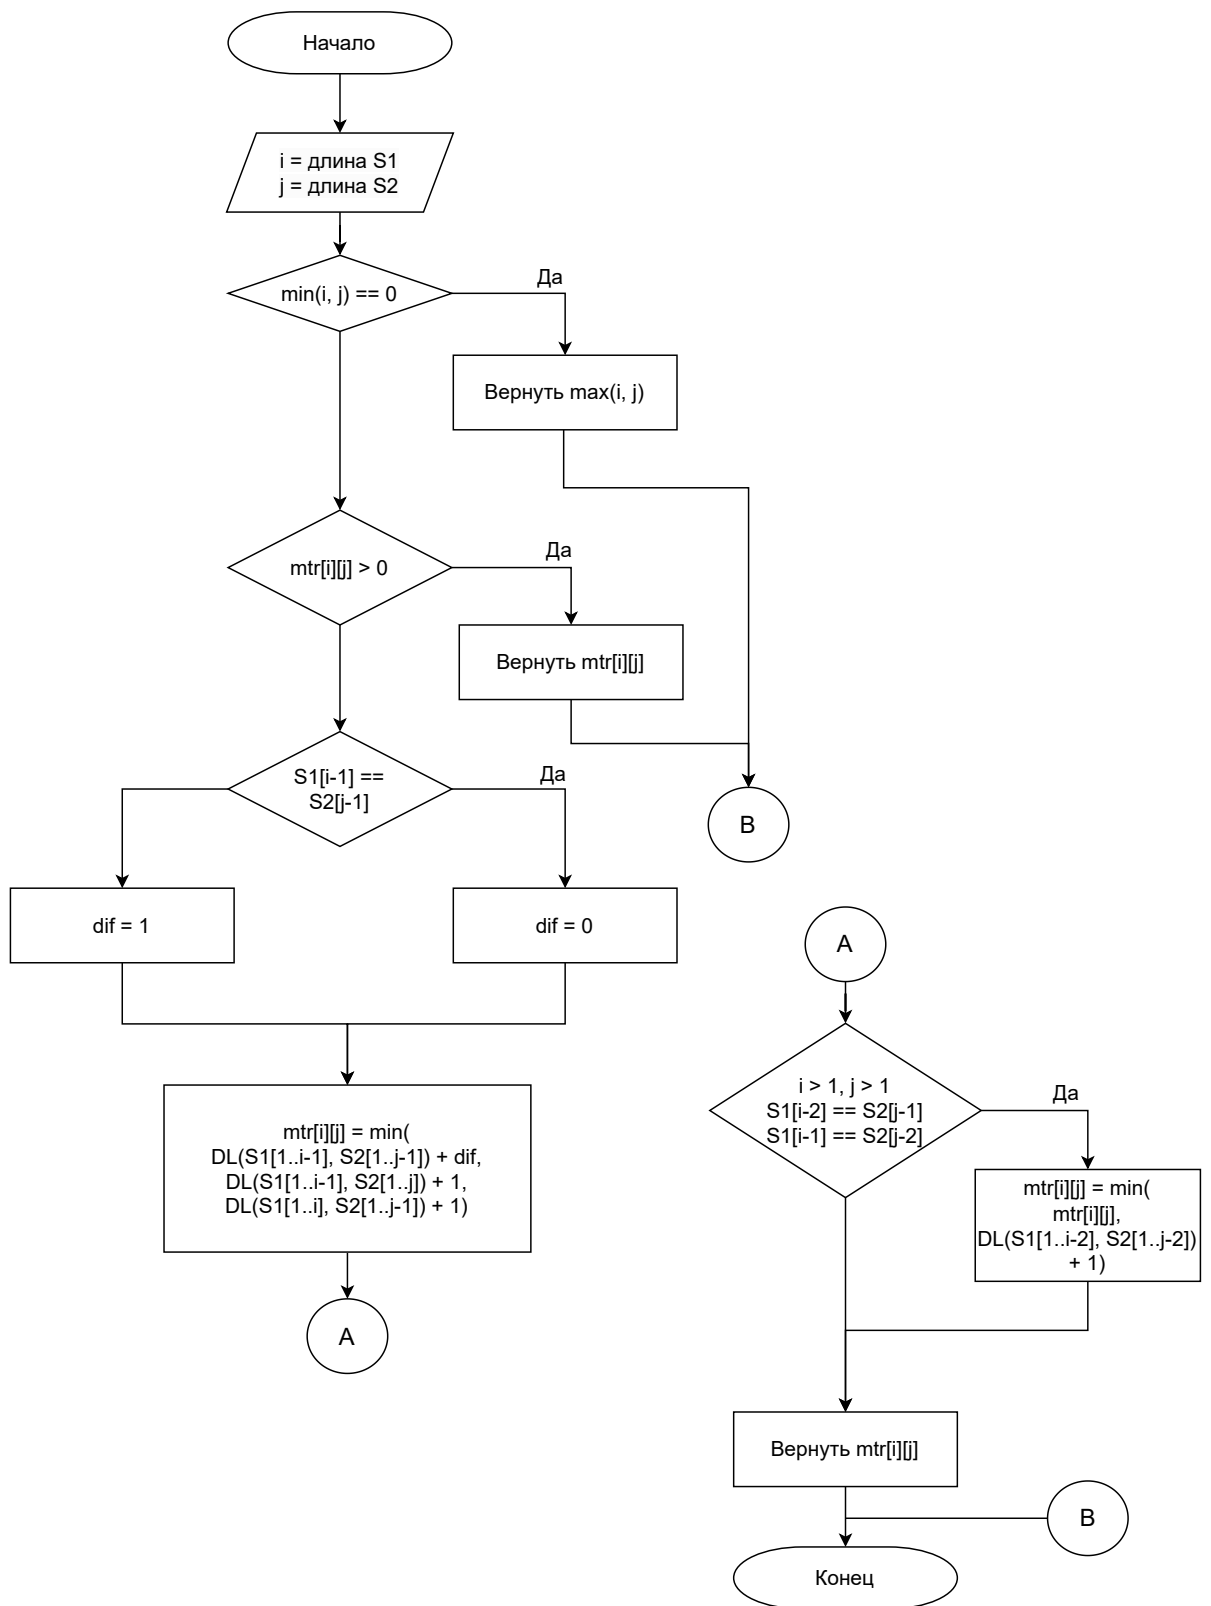 Начало
i = длина S1
j = длина S2
min(i, j) == 0
Да
Вернуть max(i, j)
mtr[i][j] > 0
Да
Вернуть mtr[i][j]
S1[i-1] ==
S2[j-1]
Да
B
dif = 1
dif = 0
mtr[i][j] = min(
DL(S1[1..i-1], S2[1..j-1]) + dif,
DL(S1[1..i-1], S2[1..j]) + 1,
DL(S1[1..i], S2[1..j-1]) + 1)
A
A
i > 1, j > 1
S1[i-2] == S2[j-1]
S1[i-1] == S2[j-2]
Да
mtr[i][j] = min(
mtr[i][j],
DL(S1[1..i-2], S2[1..j-2])
+ 1)
Вернуть mtr[i][j]
B
Конец